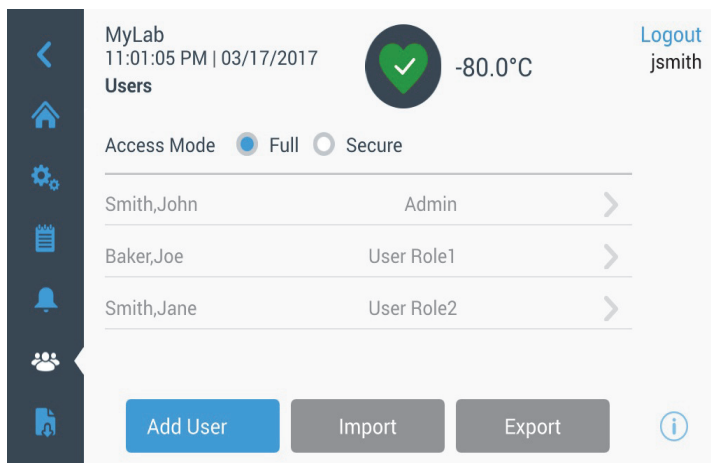 MyLab
11:01:05 PM | 03/17/2017
Users
-80.0°C
Logout
jsmith
Access Mode Full Secure
Smith,John Admin
Baker,Joe User Role1
Smith,Jane User Role2
Add User Import Export
i